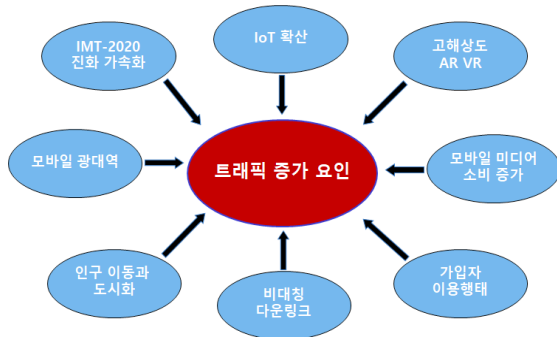 IMT-2020
진화 가속화
IoT 확산
고해상도
AR VR
모바일 광대역
트래픽 증가 요인
모바일 미디어
소비 증가
인구 이동과
도시화
비대칭
다운링크
가입자
이용행태